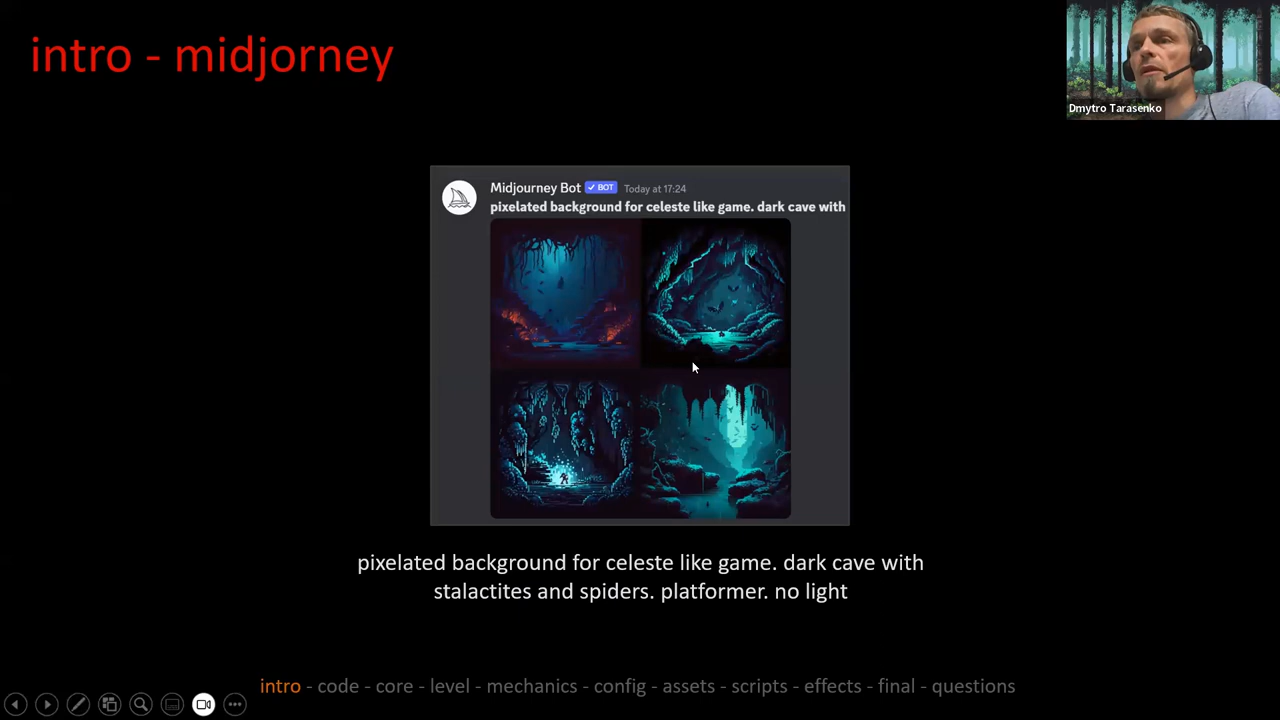 intro - midjorney
Dmytro Tarasenko
Midjourney Bot ✓ BOT Today at 17:24
pixelated background for celeste like game. dark cave with
pixelated background for celeste like game. dark cave with
stalactites and spiders. platformer. no light
intro - code - core - level - mechanics - config - assets - scripts - effects - final - questions